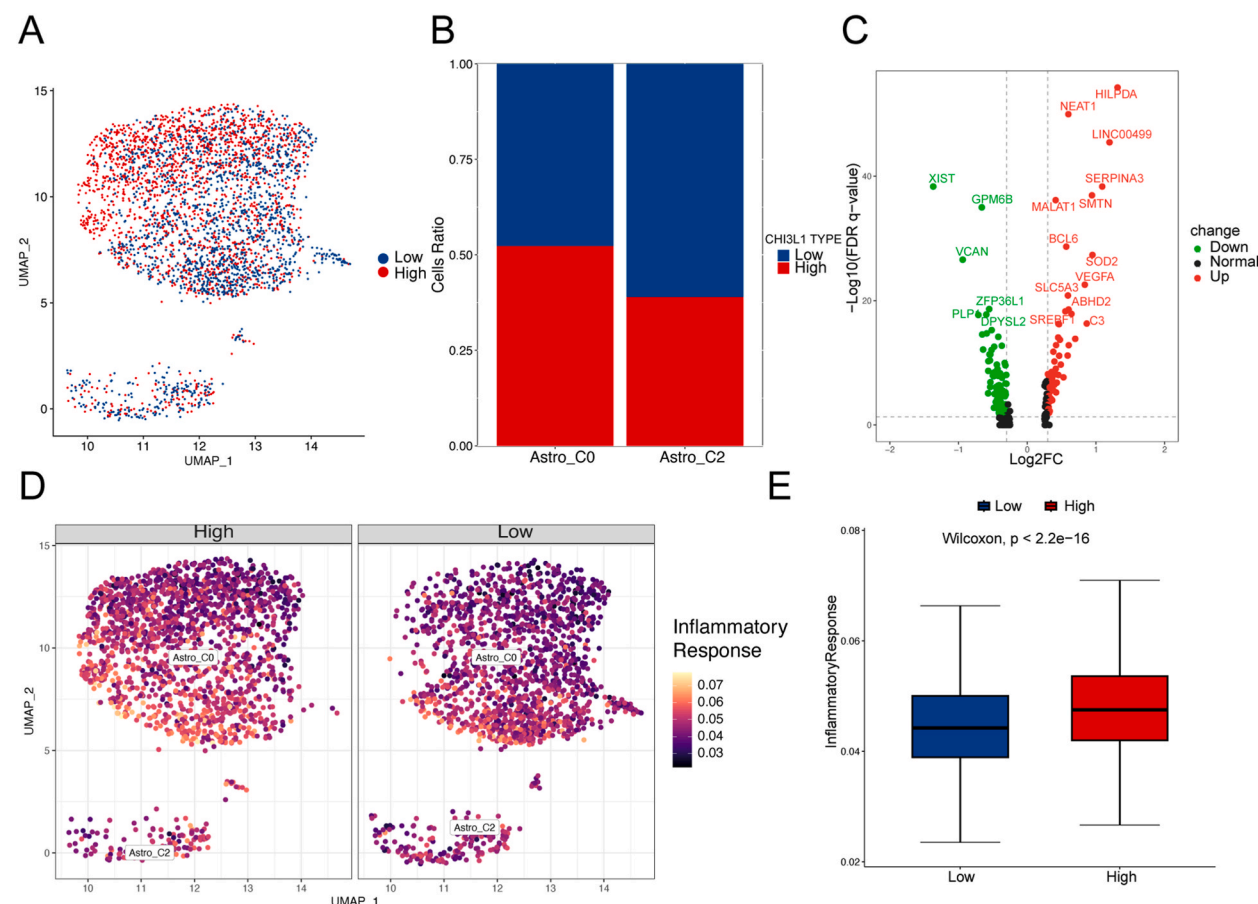 A
15
10
5
0
UMAP_2
10
11
12
13
14
UMAP_1
Low
High
B
1.00
0.75
0.50
0.25
0.00
Cells Ratio
Astro_C0
Astro_C2
CHI3L1 TYPE
Low
High
C
HILPDA
NEAT1
LINC00499
XIST
SERPINA3
GPM6B
MALAT1
SMTN
BCL6
VCAN
SOD2
VEGFA
SLC5A3
ZFP36L1
ABHD2
DPYSL2
SREBF1
C3
40
20
0
−Log10(FDR q−value)
−2
−1
0
1
2
Log2FC
change
Down
Normal
Up
D
High
Low
15
10
5
0
UMAP_2
Astro_C0
Astro_C0
Astro_C2
Astro_C2
10
11
12
13
14
10
11
12
13
14
UMAP_1
Inflammatory
Response
0.07
0.06
0.05
0.04
0.03
E
Low
High
Wilcoxon, p < 2.2e−16
0.08
0.06
0.04
0.02
InflammatoryResponse
Low
High